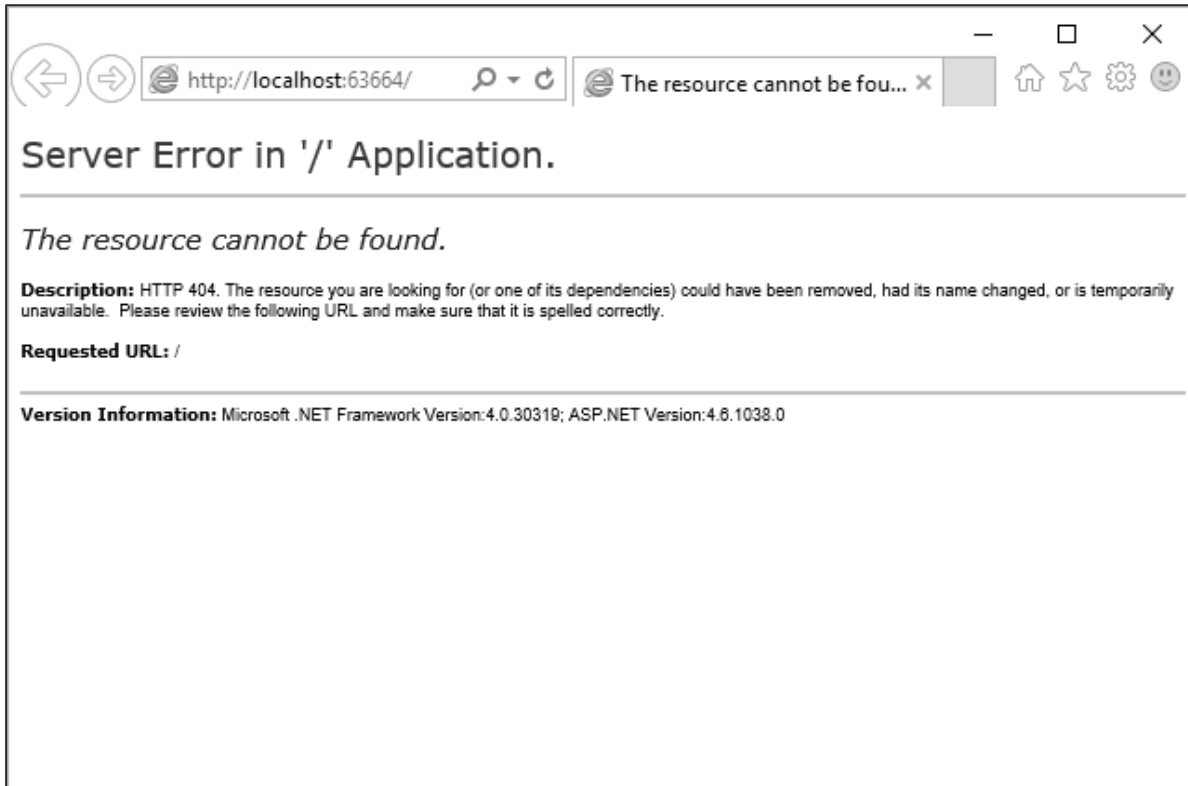 http://localhost:63664/
The resource cannot be fou...
Server Error in '/' Application.
The resource cannot be found.
Description: HTTP 404. The resource you are looking for (or one of its dependencies) could have been removed, had its name changed, or is temporarily
unavailable.  Please review the following URL and make sure that it is spelled correctly.
Requested URL: /
Version Information: Microsoft .NET Framework Version:4.0.30319; ASP.NET Version:4.6.1038.0